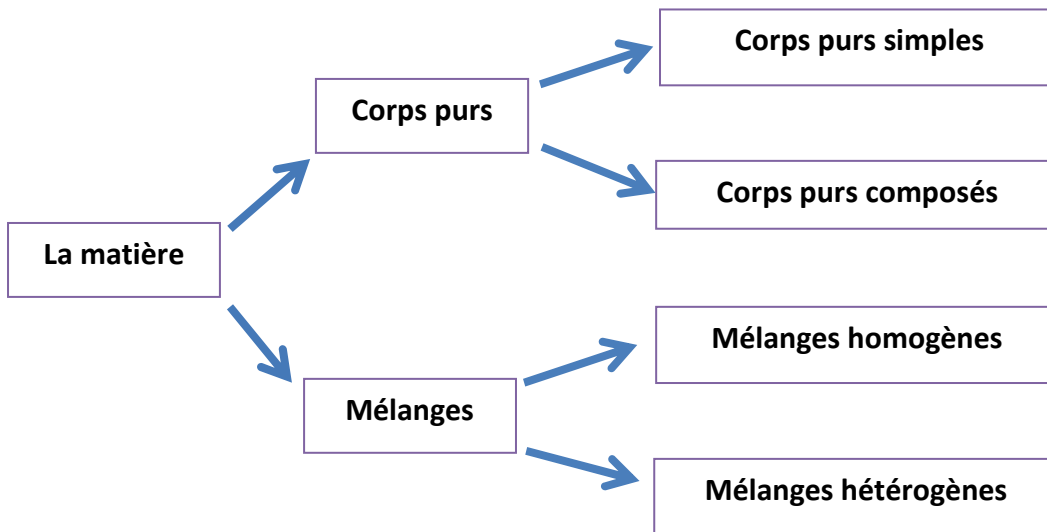 Corps purs simples
Corps purs
Corps purs composés
La matière
Mélanges homogènes
Mélanges
Mélanges hétérogènes